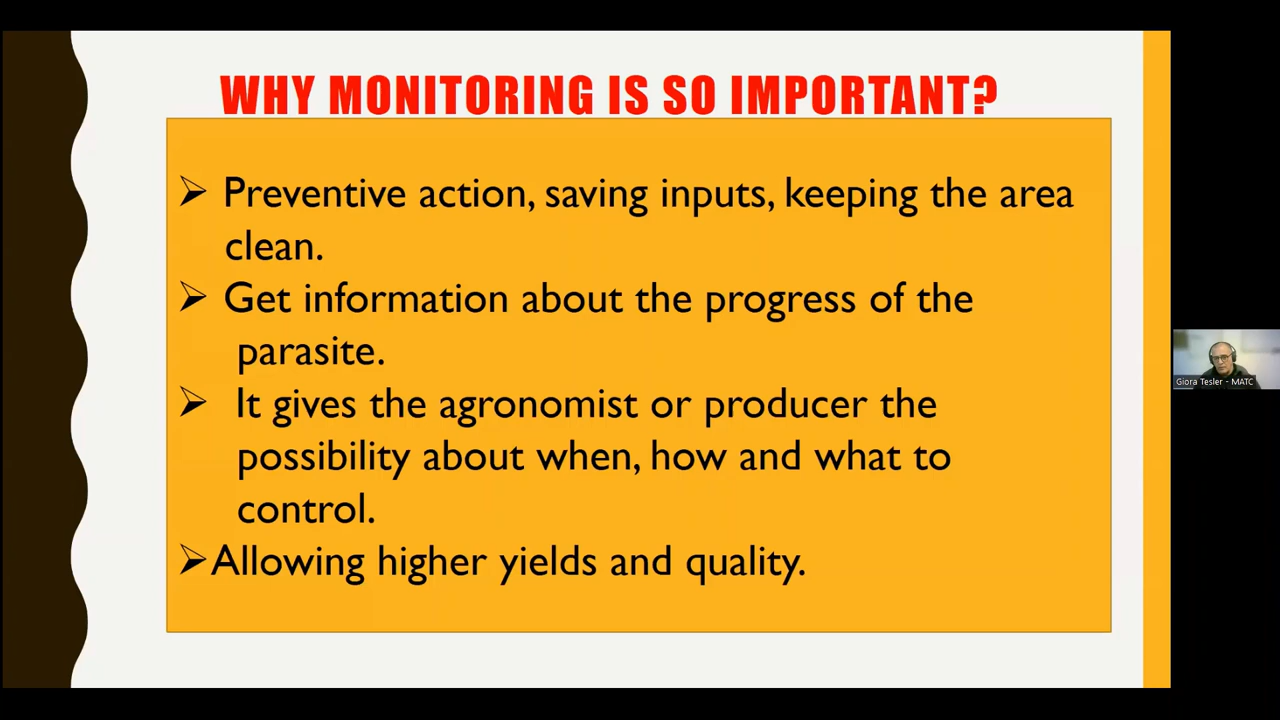 WHY MONITORING IS SO IMPORTANT?
➢ Preventive action, saving inputs, keeping the area
clean.
➢ Get information about the progress of the
parasite.
➢ It gives the agronomist or producer the
possibility about when, how and what to
control.
➢Allowing higher yields and quality.
Giora Tesler - MATC